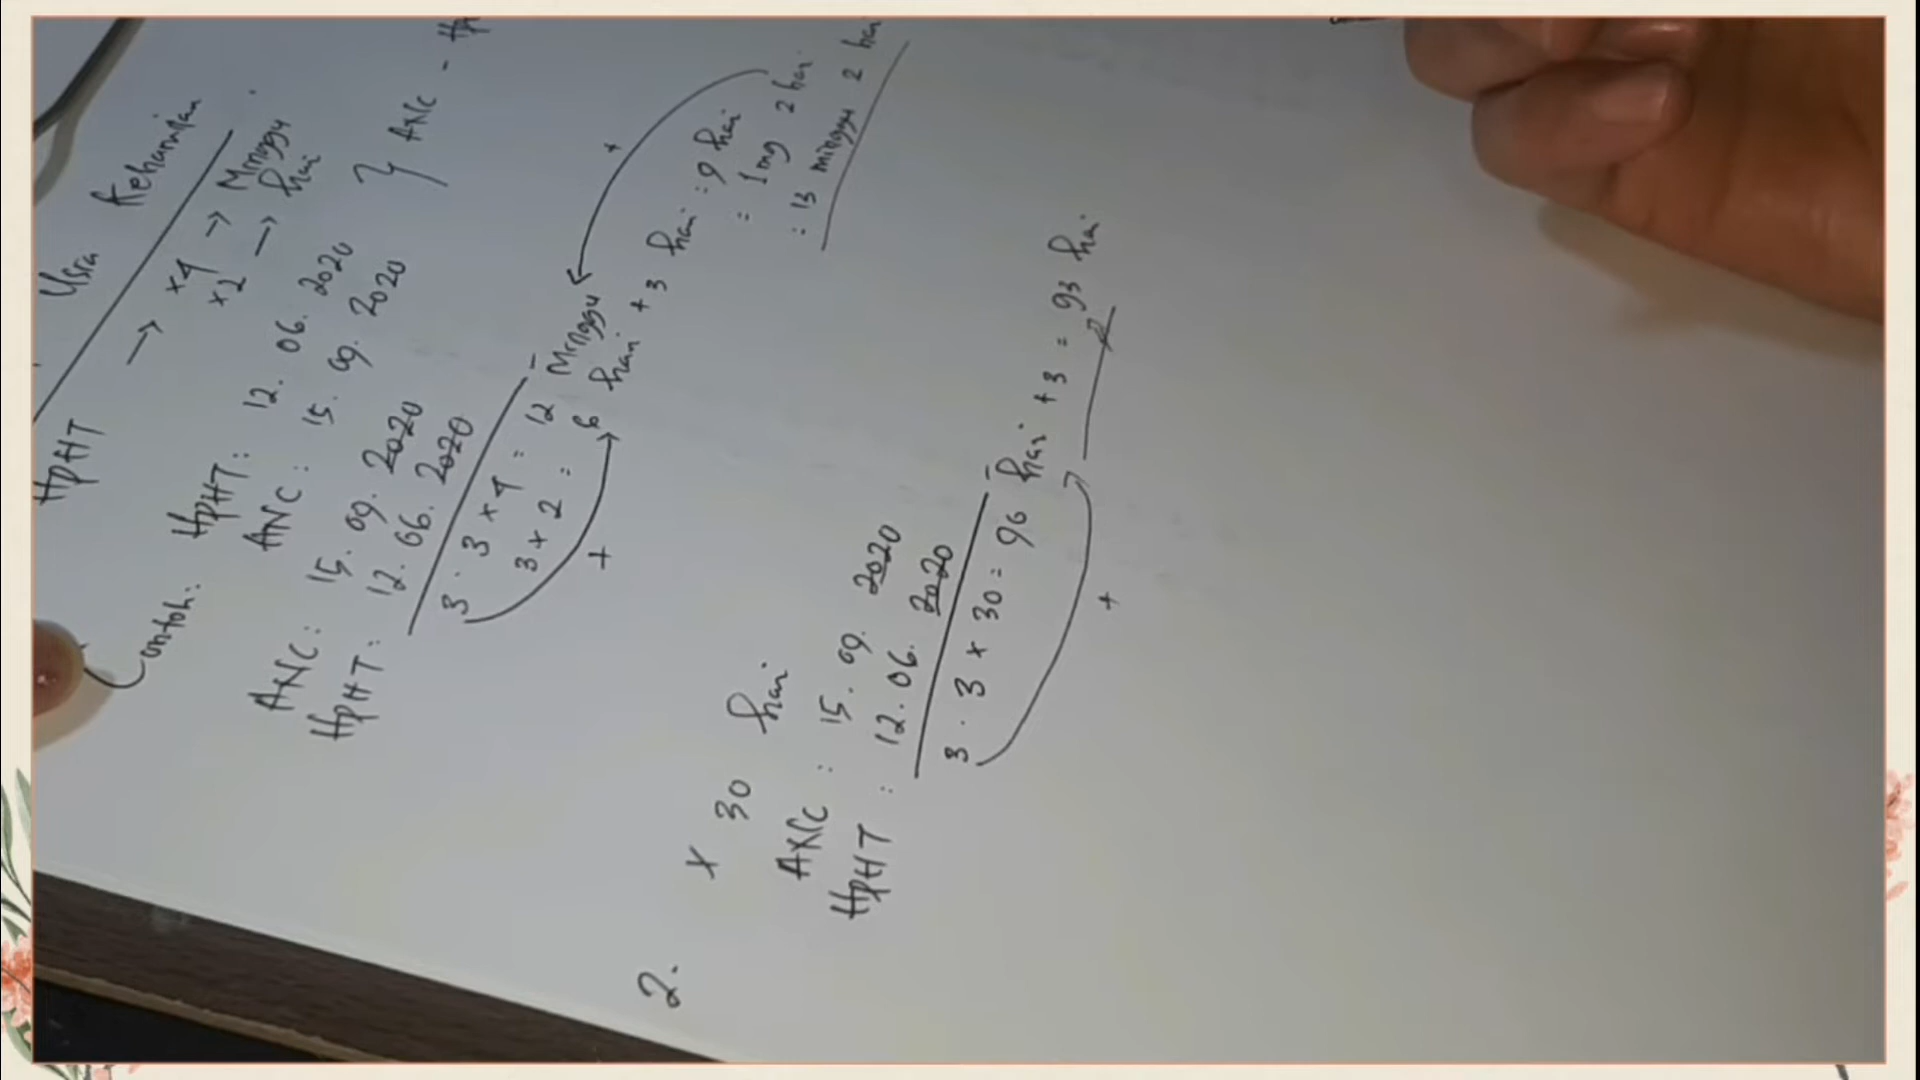 Usia Kehamilan
HPHT → x4 → Minggu
x2 → hari
Contoh: HPHT: 12. 06. 2020
ANC: 15. 09. 2020 } ANC -
ANC: 15. 09. 2020
HPHT: 12. 06. 2020 -
3 . 3 x 4 = 12 Minggu
3 x 2 = 6 hari + 3 hari = 9 hari
+
+
= 1 mg 2 hari
: 13 minggu 2 hari
2. x 30 hari
ANC : 15. 09. 2020
HPHT : 12. 06. 2020 -
3 . 3 x 30 = 90 hari + 3 = 93 hari
+